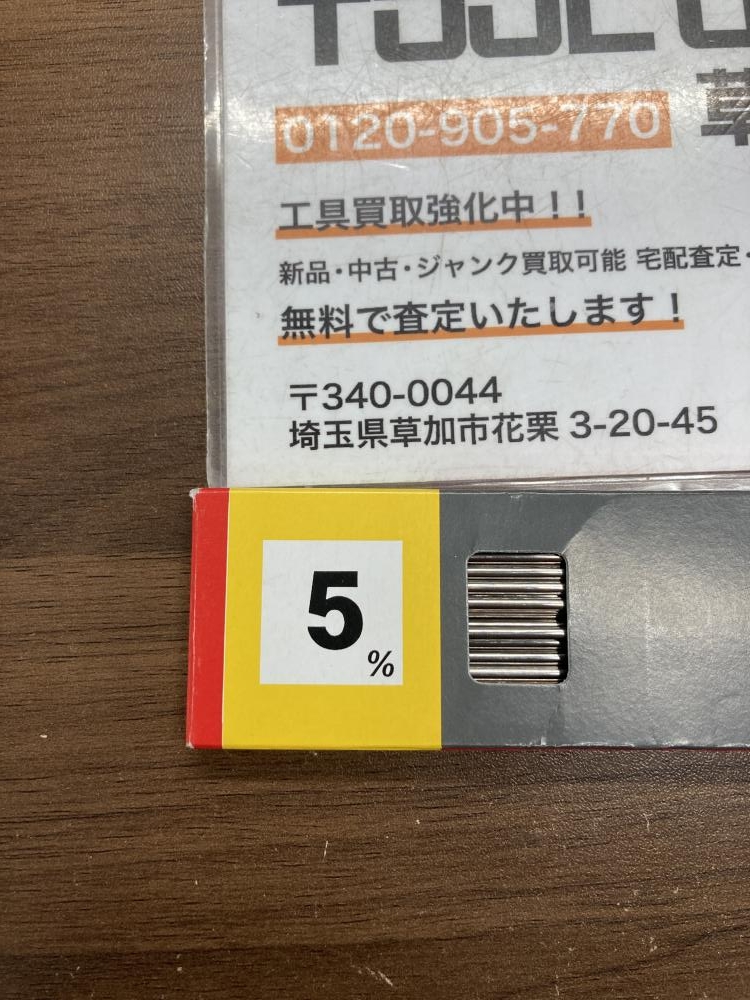 0120-905-770
工具買取強化中！！
新品・中古・ジャンク買取可能 宅配査定・
無料で査定いたします！
〒340-0044
埼玉県草加市花栗 3-20-45
5
%